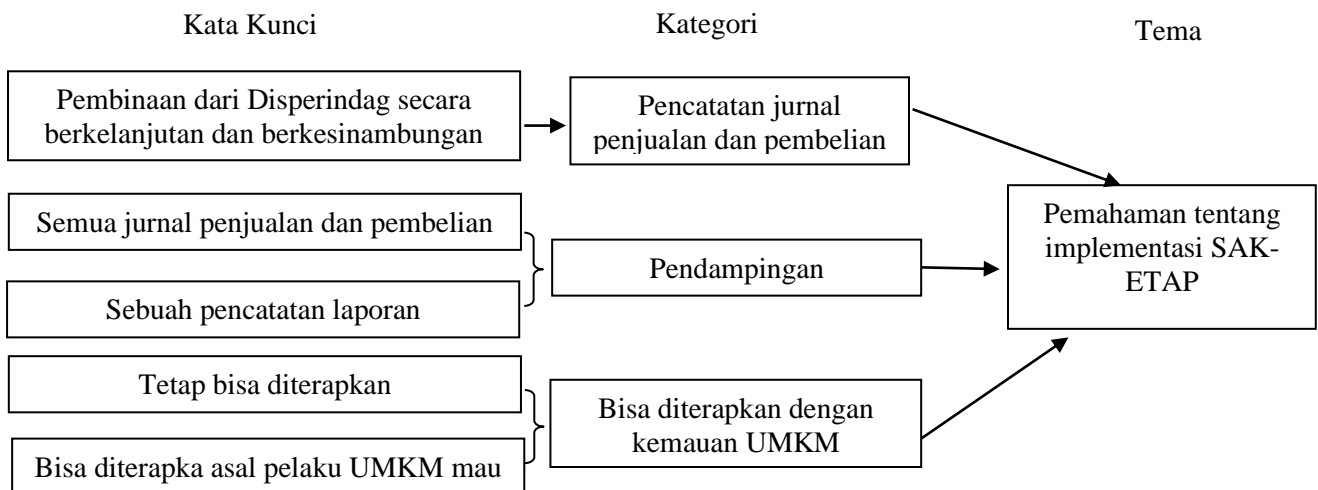 Kata Kunci
Kategori
Tema
Pembinaan dari Disperindag secara
berkelanjutan dan berkesinambungan
Pencatatan jurnal
penjualan dan pembelian
Semua jurnal penjualan dan pembelian
Sebuah pencatatan laporan
Pendampingan
Pemahaman tentang
implementasi SAK-
ETAP
Tetap bisa diterapkan
Bisa diterapka asal pelaku UMKM mau
Bisa diterapkan dengan
kemauan UMKM